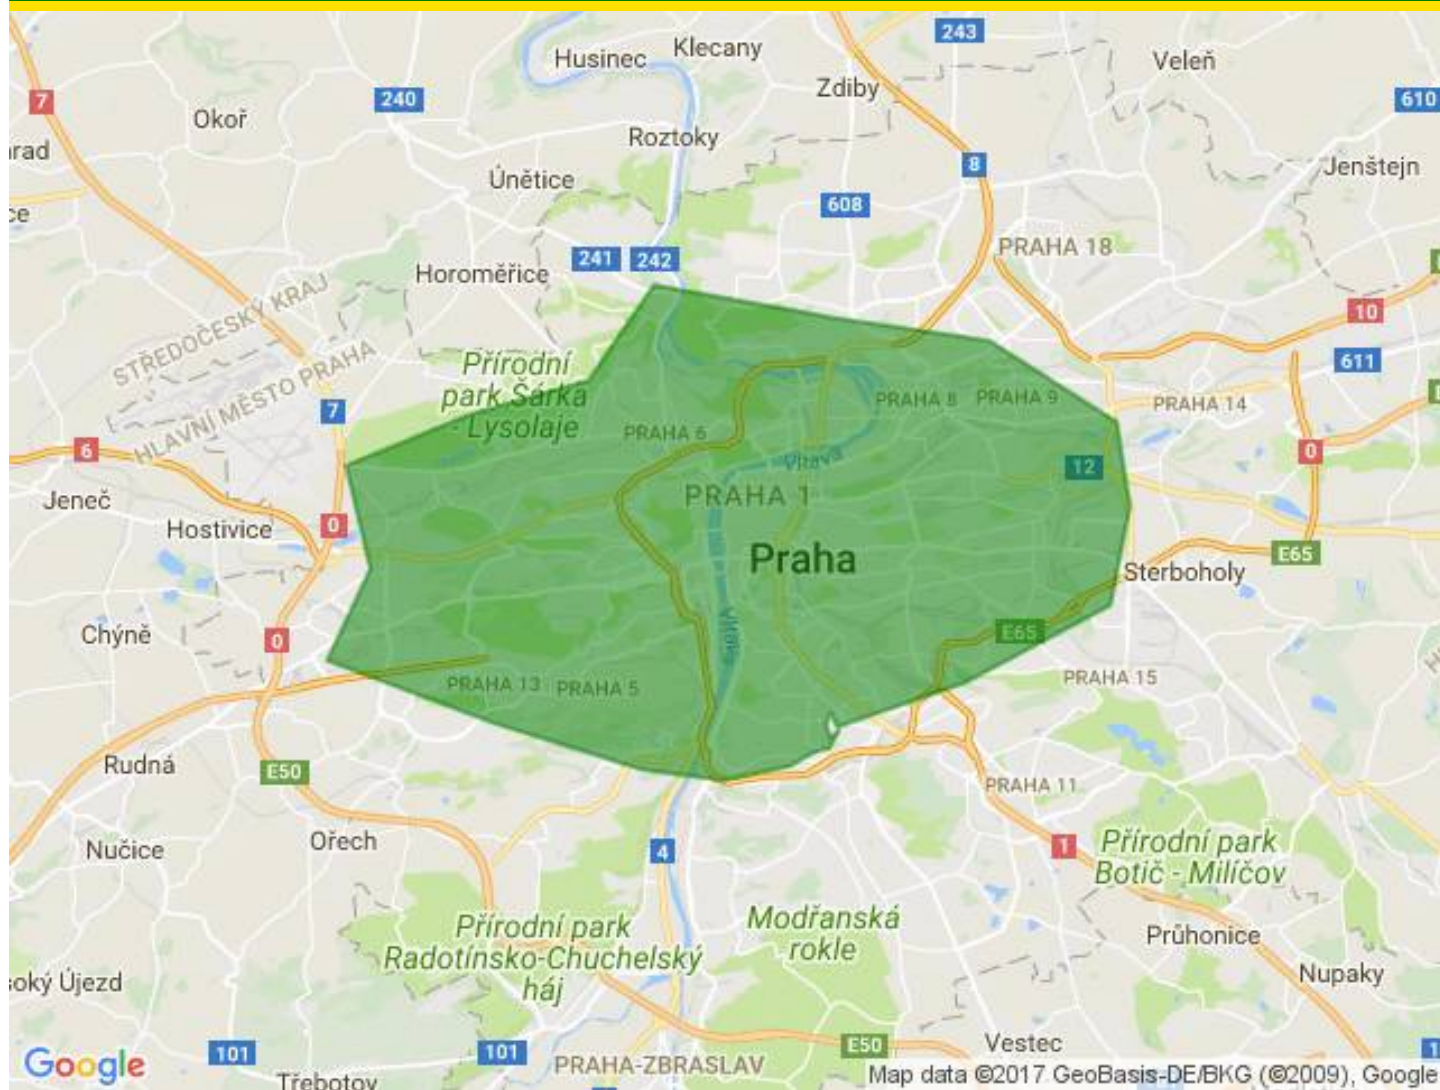 243
Husinec
Klecany
Veleň
Zdiby
7
240
610
Okoř
Roztoky
rad
8
Jenštejn
Únětice
ce
608
PRAHA 18
241
242
Horoměřice
STŘEDOČESKÝ KRAJ
10
HLAVNÍ MĚSTO PRAHA
Přírodní
park Šárka
- Lysolaje
611
7
PRAHA 8
PRAHA 9
PRAHA 14
PRAHA 6
6
0
Vltava
12
Jeneč
PRAHA 1
Hostivice
0
Praha
E65
Sterboholy
Chýně
0
Vltava
E65
PRAHA 13
PRAHA 5
PRAHA 15
Rudná
E50
PRAHA 11
Nučice
Ořech
4
1
Přírodní park
Botič - Milíčov
Přírodní park
Radotínsko-Chuchelský
háj
Modřanská
rokle
Průhonice
soký Újezd
Nupaky
Vestec
E50
101
101
1
Google
PRAHA-ZBRASLAV
Třebotov
Map data ©2017 GeoBasis-DE/BKG (©2009), Google